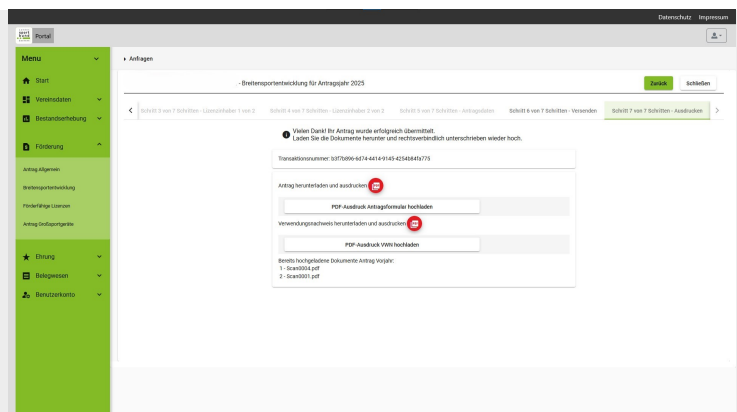 Datenschutz Impressum
Portal
Menu
Anfragen
Start
- Breitensportentwicklung für Antragsjahr 2025
Zurück
Schließen
Vereinsdaten
Schritt 3 von 7 Schritten - Lizenzinhaber 1 von 2
Schritt 4 von 7 Schritten - Lizenzinhaber 2 von 2
Schritt 5 von 7 Schritten - Antragsdaten
Schritt 6 von 7 Schritten - Versenden
Schritt 7 von 7 Schritten - Ausdrucken
Bestandserhebung
Vielen Dank! Ihr Antrag wurde erfolgreich übermittelt.
Laden Sie die Dokumente herunter und rechtsverbindlich unterschrieben wieder hoch.
Förderung
Transaktionsnummer: b3f7b896-6d74-4414-9145-4254b84fa775
Antrag Allgemein
Breitensportentwicklung
Förderfähige Lizenzen
Antrag Großsportgeräte
Antrag herunterladen und ausdrucken
PDF-Ausdruck Antragsformular hochladen
Verwendungsnachweis herunterladen und ausdrucken
PDF-Ausdruck VWN hochladen
Bereits hochgeladene Dokumente Antrag Vorjahr:
1 - Scan0004.pdf
2 - Scan0001.pdf
Ehrung
Belegwesen
Benutzerkonto